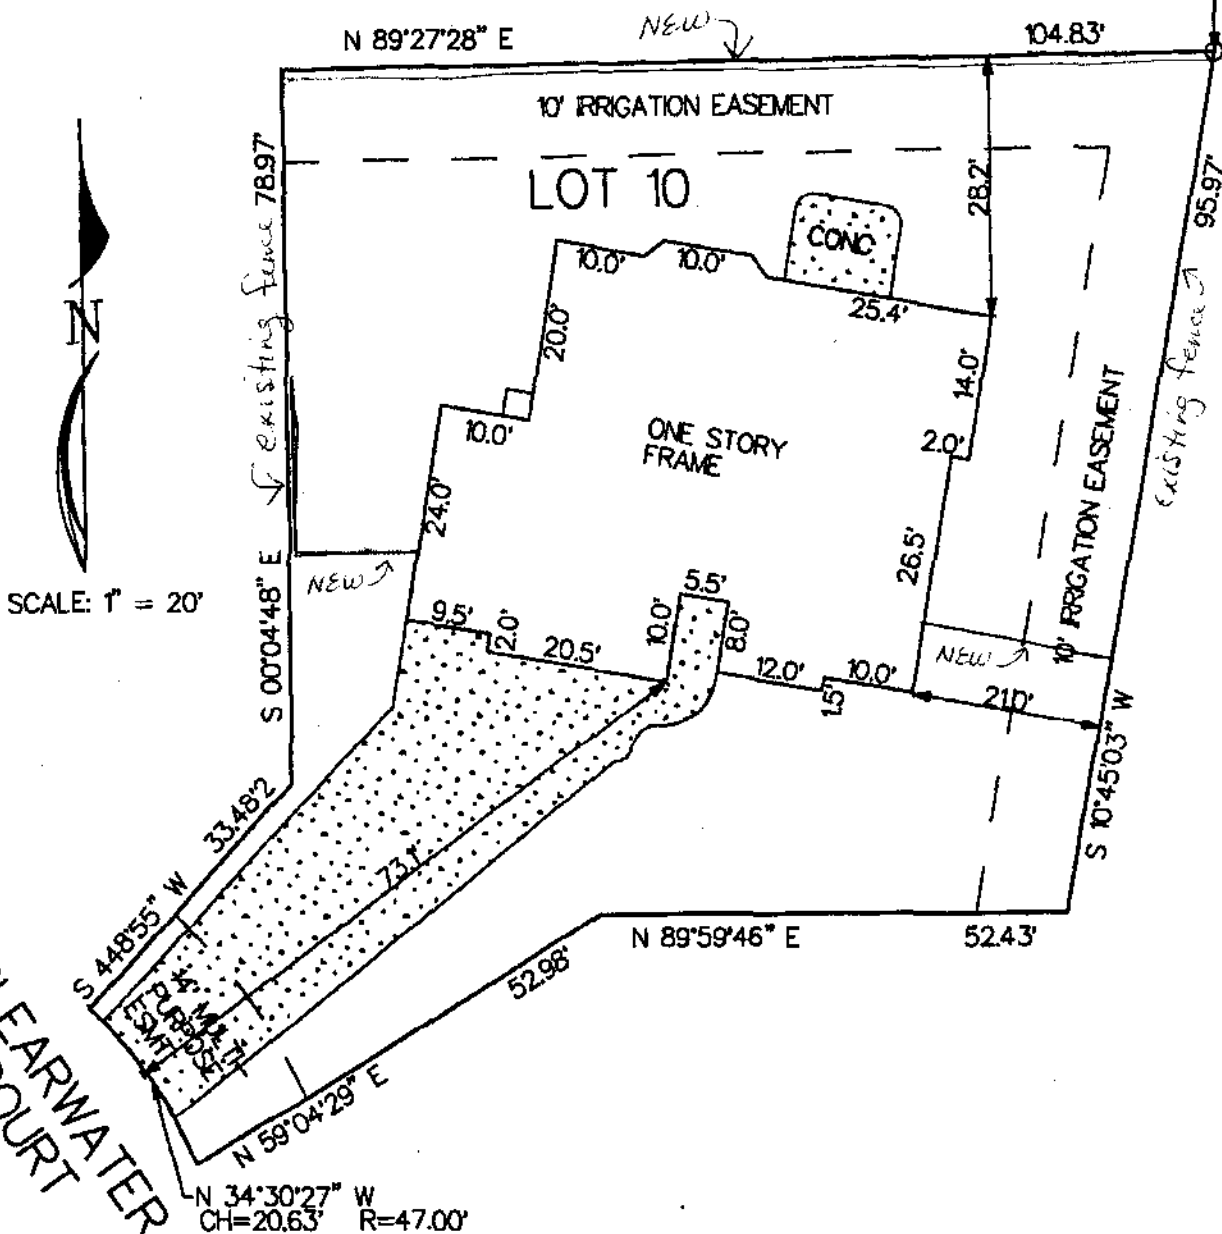 N 89°27'28" E
NEW
104.83'
10' IRRIGATION EASEMENT
78.97'
LOT 10
28.2'
95.97'
CONC
10.0'
10.0'
25.4'
N
existing fence
20.0'
existing fence
14.0'
10.0'
ONE STORY
FRAME
2.0'
24.0'
26.5'
10' IRRIGATION EASEMENT
SCALE: 1" = 20'
NEW
S 00°04'48" E
5.5'
9.5'
2.0'
10.0'
8.0'
20.5'
NEW
12.0'
10.0'
1.5'
21.0'
S 10°45'03" W
33.48'2
73.1'
S 448'55" W
N 89°59'46" E
52.43'
52.98'
14' MULTI
PURPOSE
ESMT
N 59°04'29" E
CLEARWATER
COURT
N 34°30'27" W
CH=20.63' R=47.00'